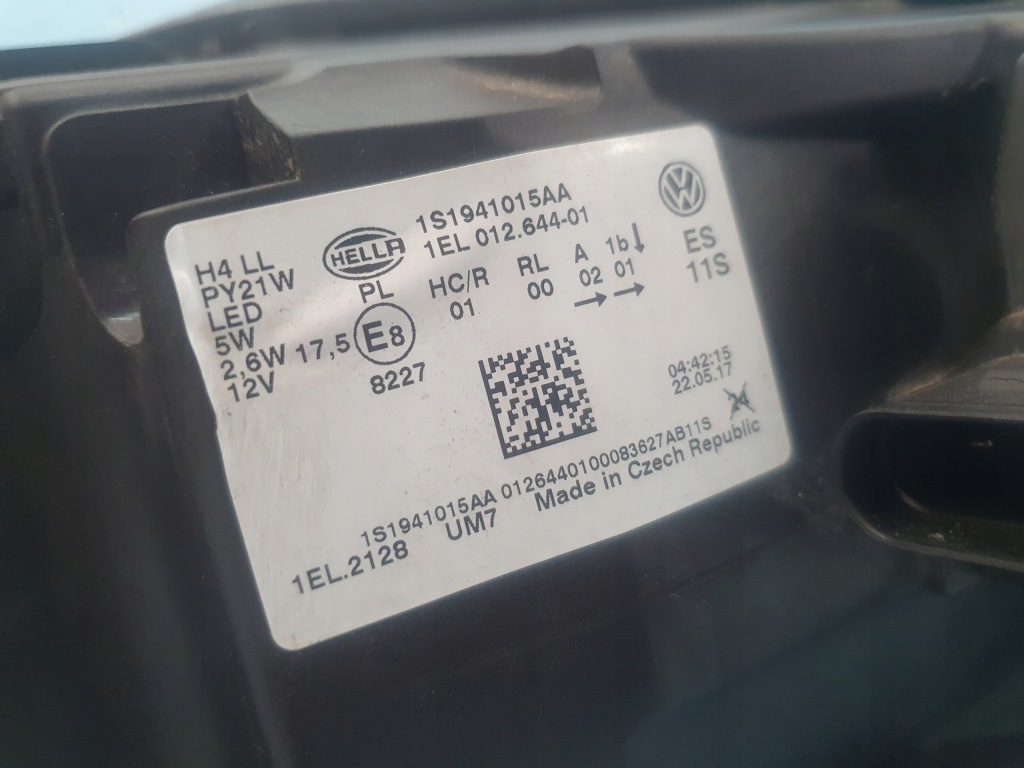 1S1941015AA
1EL 012.644-01
HELLA
H4 LL
PY21W
LED
5W
2,6W 17,5
12V
PL
E8
8227
HC/R
01
RL
00
A
02
→
1b↓
01
→
ES
11S
04:42:15
22.05.17
1S1941015AA 01264401000083627AB11S
1EL.2128 UM7 Made in Czech Republic